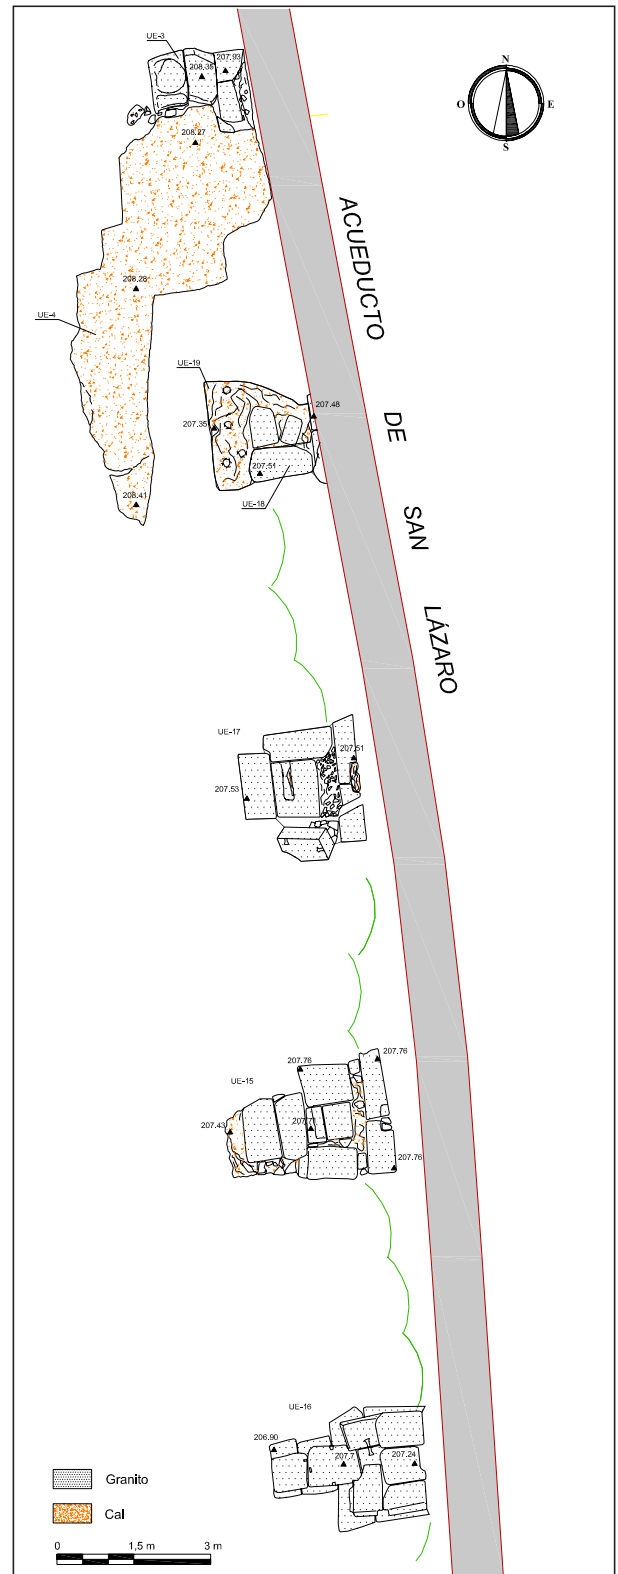 UE-3
207.93
208.38
N
O
E
S
208.27
ACUEDUCTO
208.28
UE-4
UE-19
207.48
207.35
DE
207.51
208.41
UE-18
SAN
LÁZARO
UE-17
207.51
207.53
207.76
207.76
UE-15
207.43
207.76
UE-16
206.90
207.24
Granito
Cal
0 1,5 m 3 m